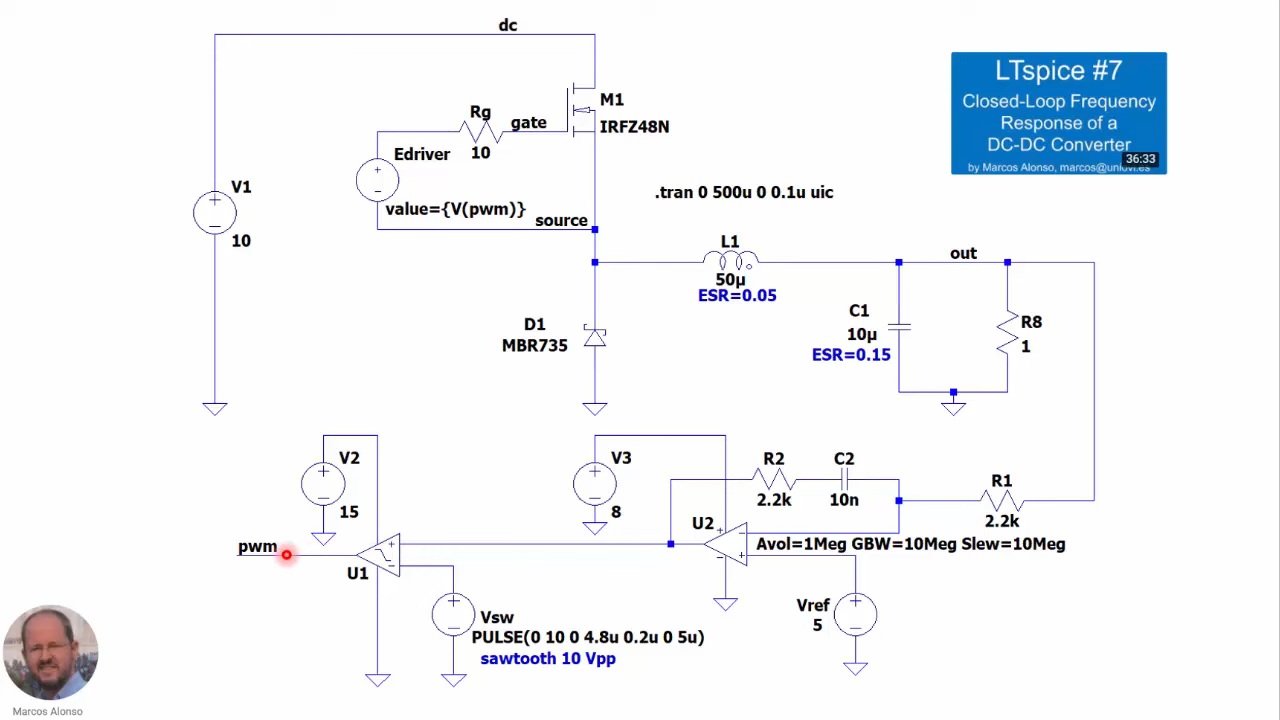 dc
LTspice #7
Closed-Loop Frequency
Response of a
DC-DC Converter
36:33
by Marcos Alonso, marcos@uniovi.es
M1
IRFZ48N
Rg
10
gate
Edriver
value={V(pwm)}
source
V1
10
.tran 0 500u 0 0.1u uic
L1
50µ
ESR=0.05
out
C1
10µ
ESR=0.15
R8
1
D1
MBR735
V2
15
V3
8
R2
2.2k
C2
10n
R1
2.2k
U2
Avol=1Meg GBW=10Meg Slew=10Meg
pwm
U1
Vsw
PULSE(0 10 0 4.8u 0.2u 0 5u)
sawtooth 10 Vpp
Vref
5
Marcos Alonso